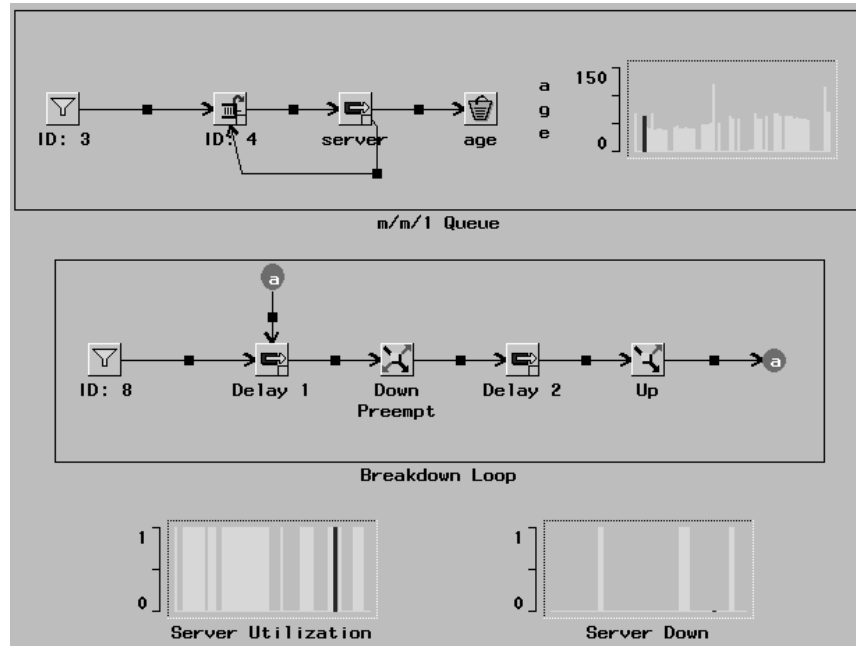 a
g
e
150
0
ID: 3
ID: 4
server
age
m/m/1 Queue
a
ID: 8
Delay 1
Down
Preempt
Delay 2
Up
a
Breakdown Loop
1
0
Server Utilization
1
0
Server Down